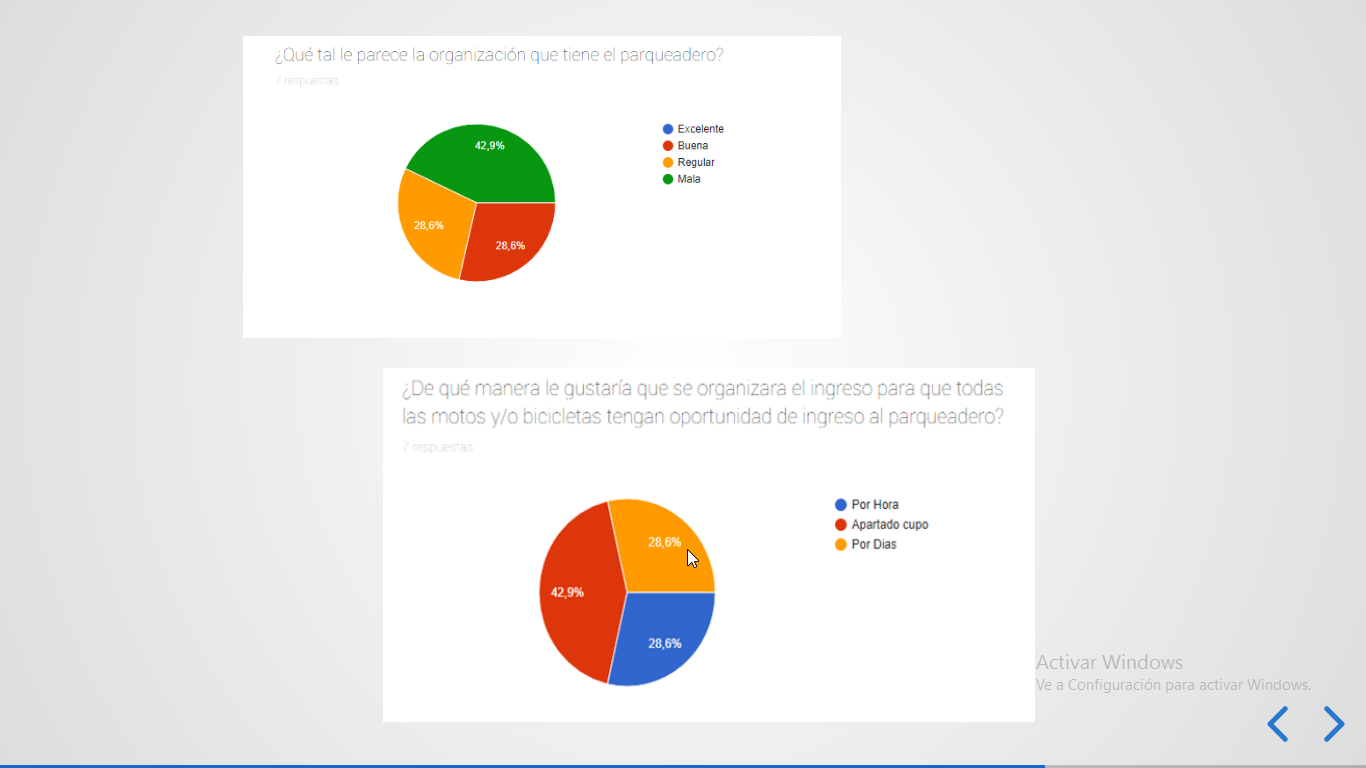 ¿Qué tal le parece la organización que tiene el parqueadero?
7 respuestas
42,9%
28,6%
28,6%
Excelente
Buena
Regular
Mala
¿De qué manera le gustaría que se organizara el ingreso para que todas
las motos y/o bicicletas tengan oportunidad de ingreso al parqueadero?
7 respuestas
28,6%
42,9%
28,6%
Por Hora
Apartado cupo
Por Dias
Activar Windows
Ve a Configuración para activar Windows.